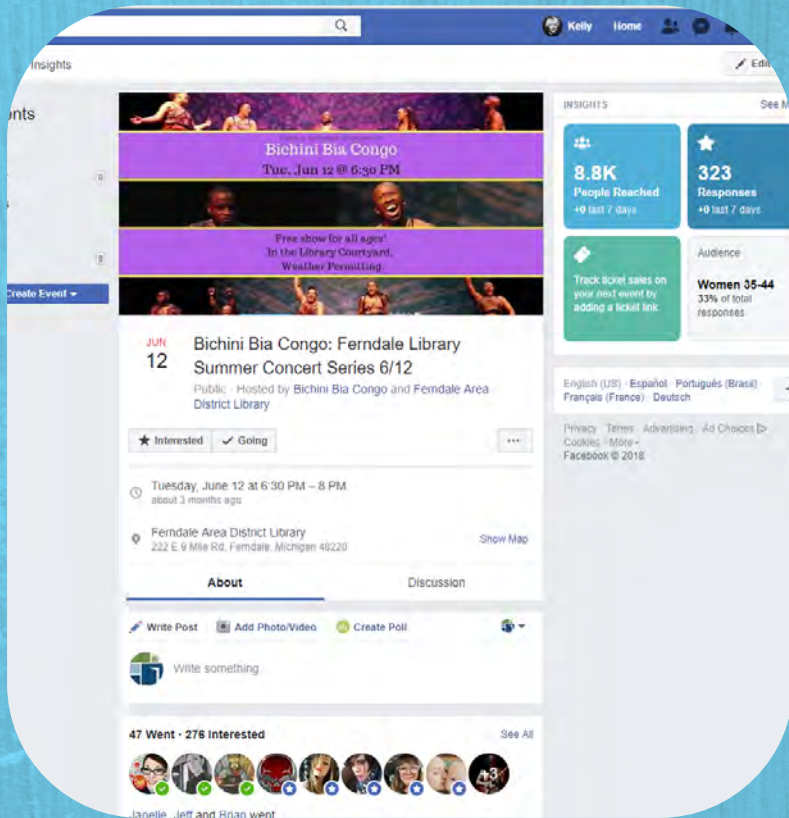 Kelly Home
Insights
Edit
ents
Create Event
Bichini Bia Congo
Tue, Jun 12 @ 6:30 PM
Free show for all ages!
In the Library Courtyard,
Weather Permitting
JUN
12
Bichini Bia Congo: Ferndale Library
Summer Concert Series 6/12
Public · Hosted by Bichini Bia Congo and Ferndale Area
District Library
Interested Going
Tuesday, June 12 at 6:30 PM – 8 PM
about 3 months ago
Ferndale Area District Library
222 E 9 Mile Rd, Ferndale, Michigan 48220
Show Map
About Discussion
Write Post Add Photo/Video Create Poll
Write something
47 Went · 276 Interested See All
+3
Janelle, Jeff and Brian went
INSIGHTS See M
8.8K
People Reached
+0 last 7 days
323
Responses
+0 last 7 days
Track ticket sales on
your next event by
adding a ticket link
Audience
Women 35-44
33% of total
responses
English (US) · Español · Português (Brasil) ·
Français (France) · Deutsch
Privacy · Terms · Advertising · Ad Choices
Cookies · More
Facebook © 2018